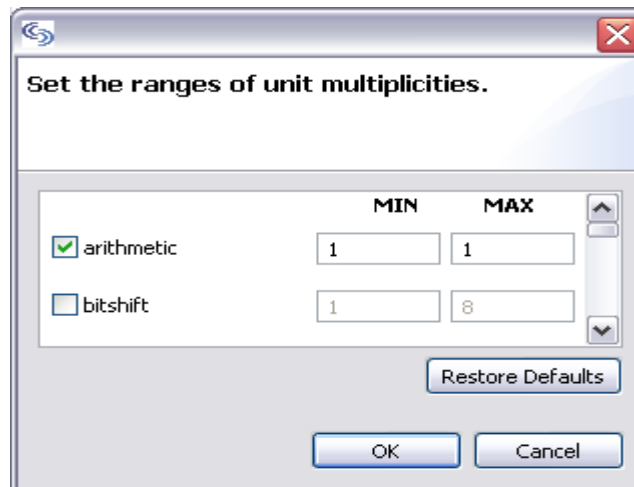 Set the ranges of unit multiplicities.
MIN MAX
arithmetic 1 1
bitshift 1 8
Restore Defaults
OK Cancel